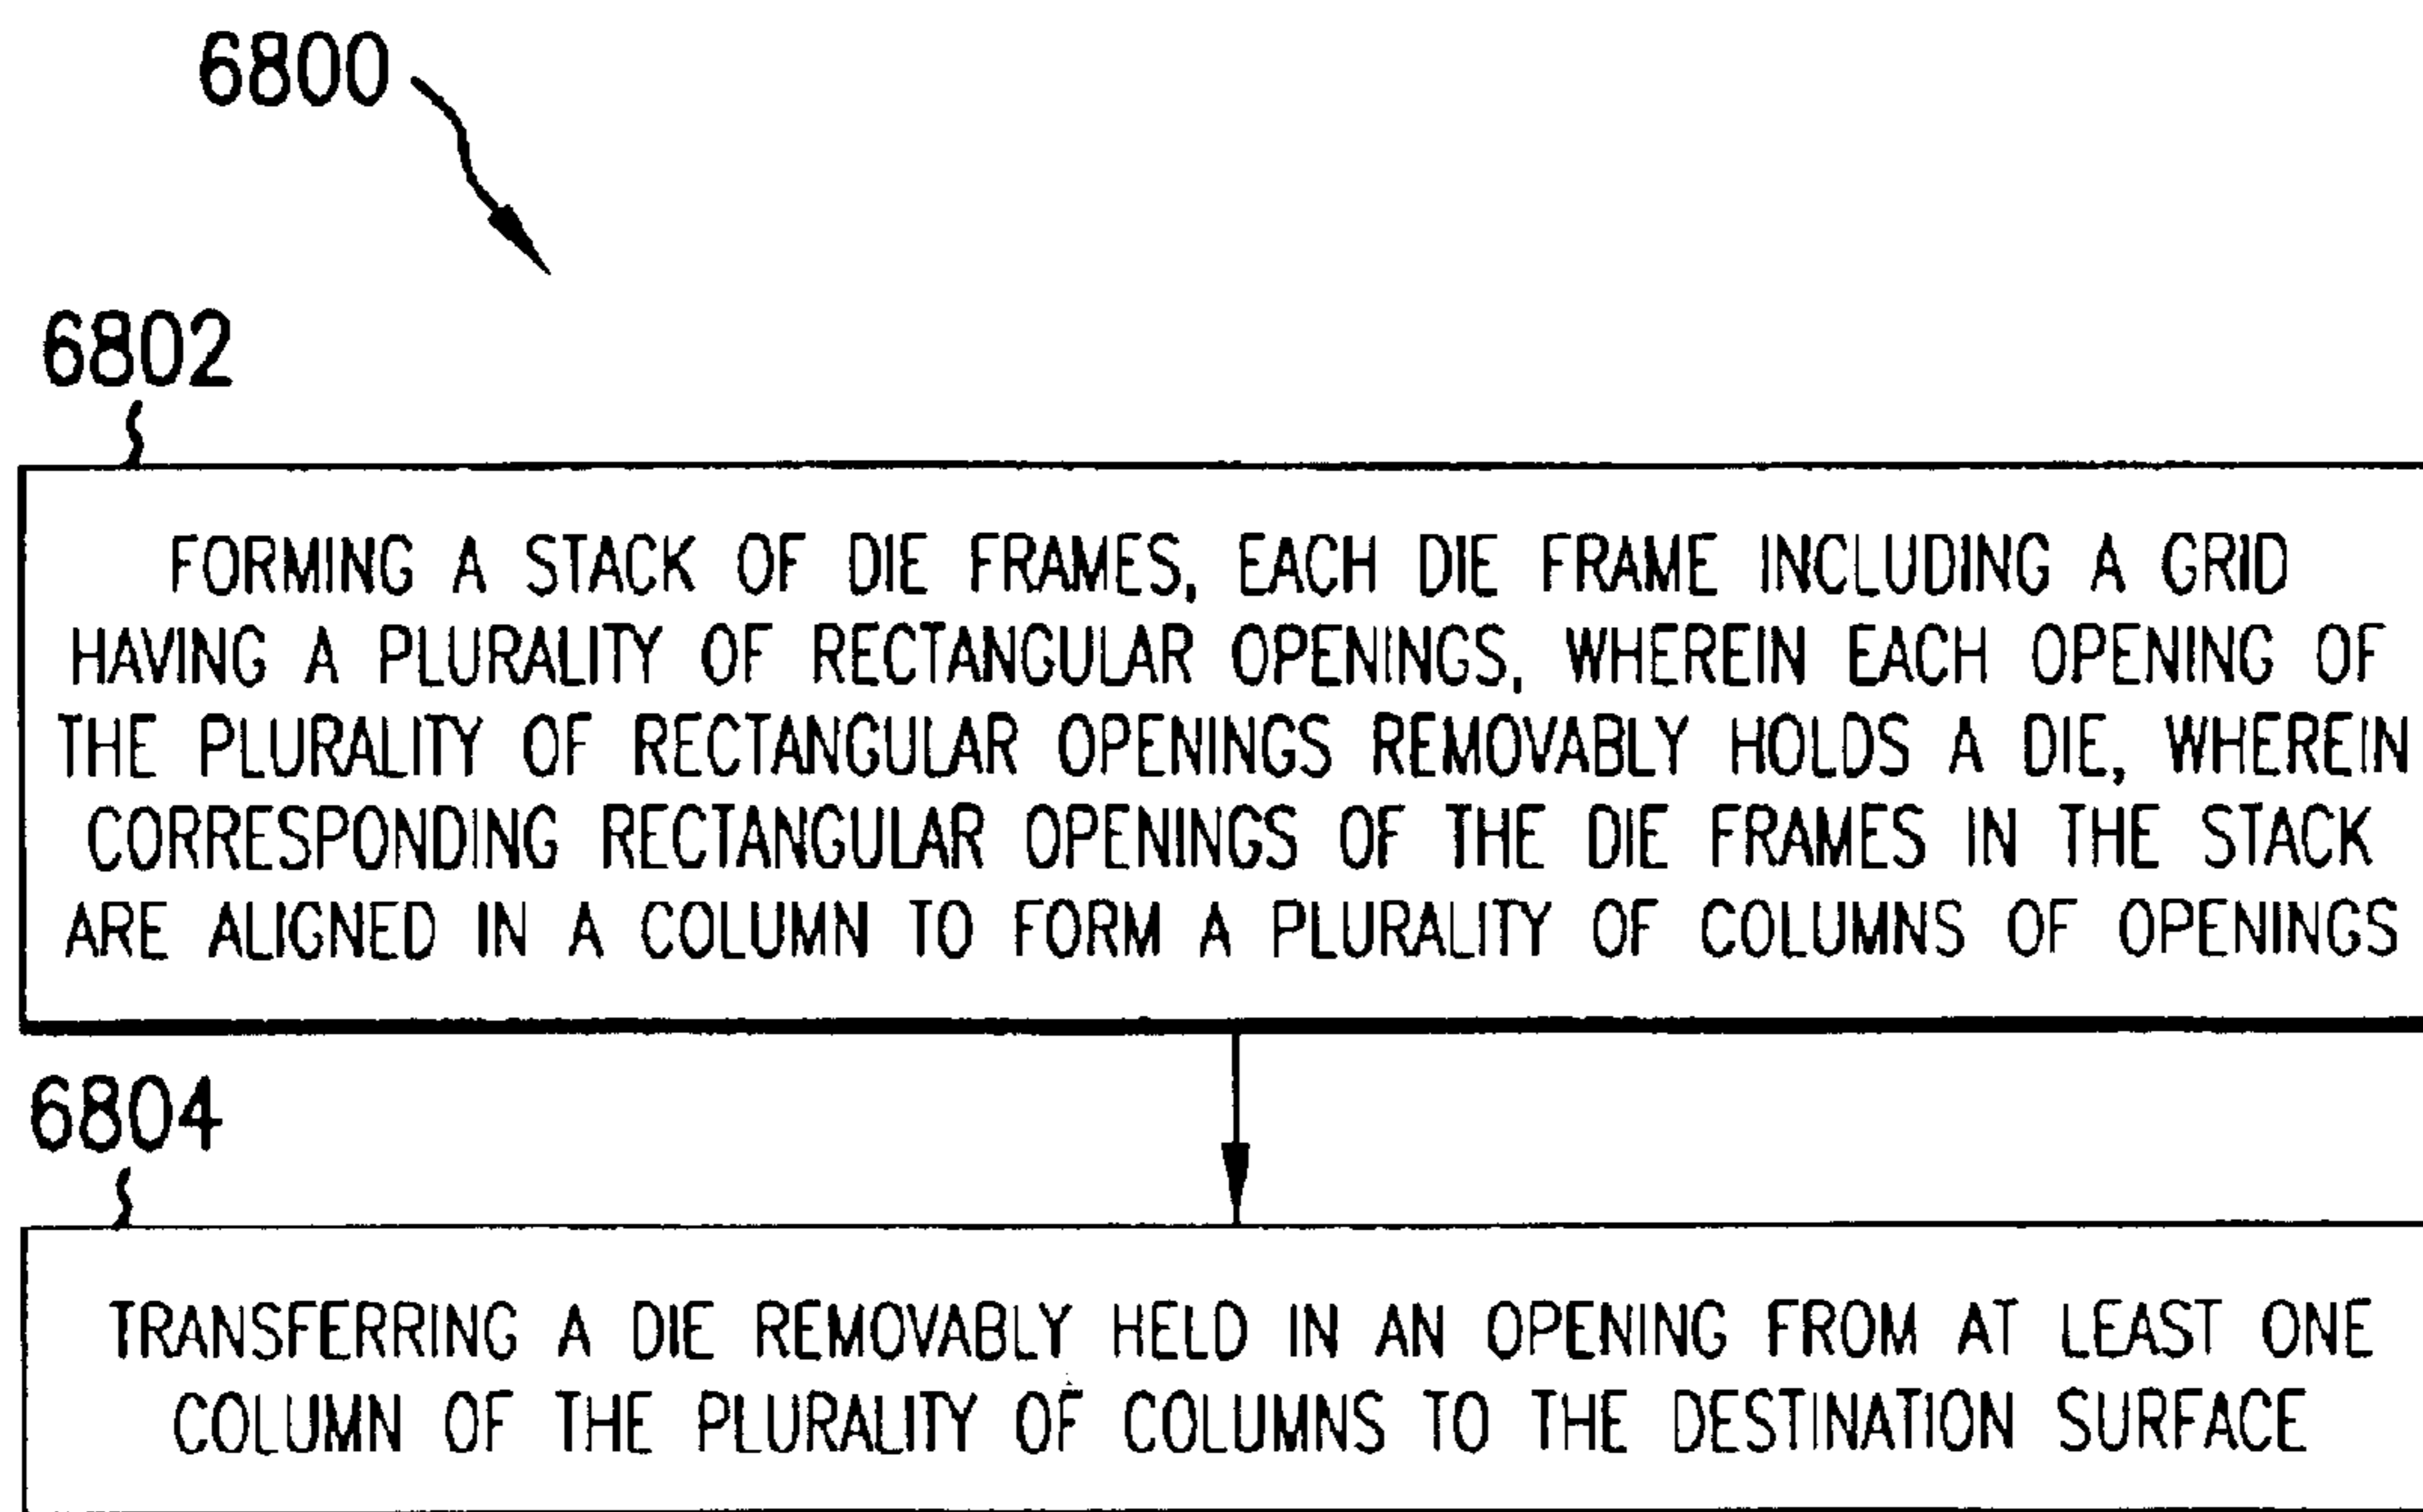 6800
6802
FORMING A STACK OF DIE FRAMES, EACH DIE FRAME INCLUDING A GRID
HAVING A PLURALITY OF RECTANGULAR OPENINGS, WHEREIN EACH OPENING OF
THE PLURALITY OF RECTANGULAR OPENINGS REMOVABLY HOLDS A DIE, WHEREIN
CORRESPONDING RECTANGULAR OPENINGS OF THE DIE FRAMES IN THE STACK
ARE ALIGNED IN A COLUMN TO FORM A PLURALITY OF COLUMNS OF OPENINGS
6804
TRANSFERRING A DIE REMOVABLY HELD IN AN OPENING FROM AT LEAST ONE
COLUMN OF THE PLURALITY OF COLUMNS TO THE DESTINATION SURFACE